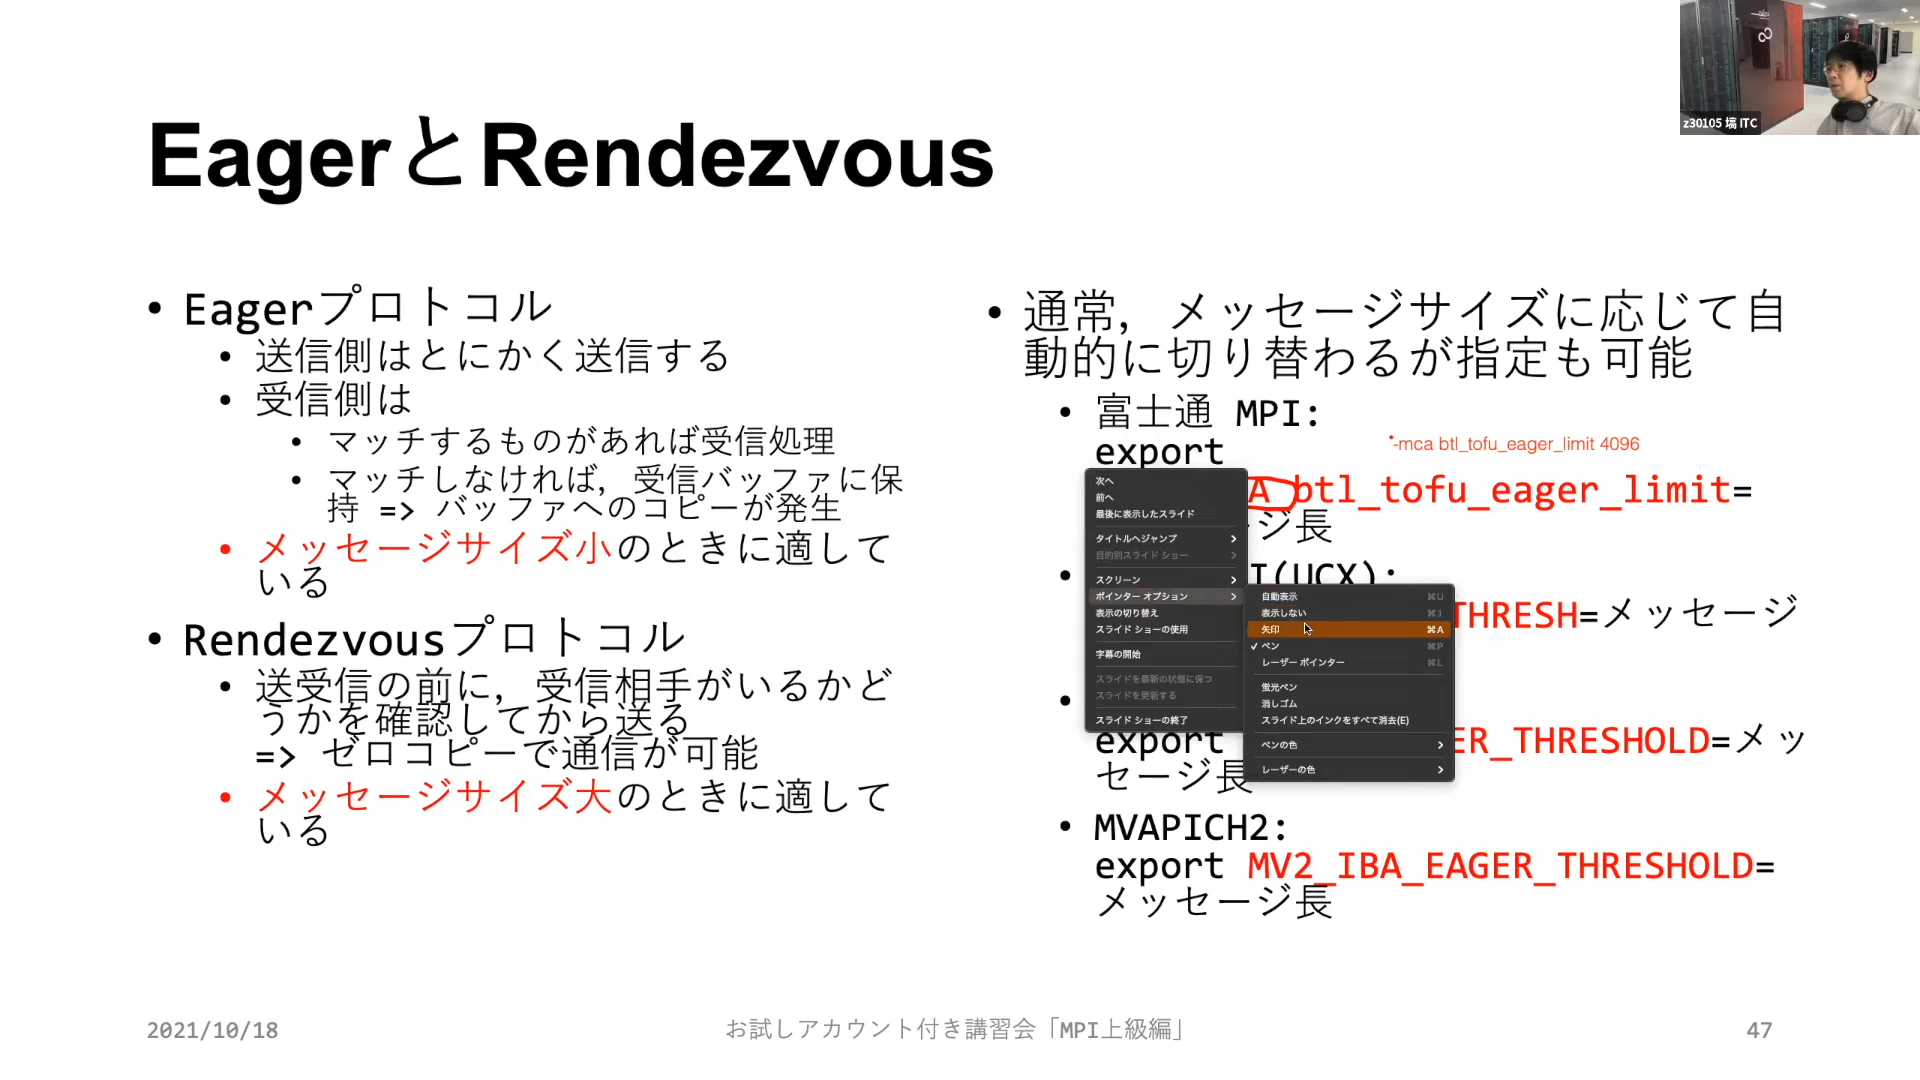 z30105 塙 ITC
EagerとRendezvous
• Eagerプロトコル
• 送信側はとにかく送信する
• 受信側は
• マッチするものがあれば受信処理
• マッチしなければ，受信バッファに保
持 => バッファへのコピーが発生
• メッセージサイズ小のときに適して
いる
• Rendezvousプロトコル
• 送受信の前に，受信相手がいるかど
うかを確認してから送る
=> ゼロコピーで通信が可能
• メッセージサイズ大のときに適して
いる
• 通常，メッセージサイズに応じて自
動的に切り替わるが指定も可能
• 富士通 MPI:
export
-mca btl_tofu_eager_limit 4096
A btl_tofu_eager_limit=
ジ長
I(UCX):
THRESH=メッセージ
export
ER_THRESHOLD=メッ
セージ長
• MVAPICH2:
export MV2_IBA_EAGER_THRESHOLD=
メッセージ長
次へ
前へ
最後に表示したスライド
タイトルへジャンプ
目的別スライド ショー
スクリーン
ポインター オプション
表示の切り替え
スライド ショーの使用
字幕の開始
スライドを最新の状態に保つ
スライドを更新する
スライド ショーの終了
自動表示 ⌘U
表示しない ⌘I
矢印 ⌘A
✓ ペン ⌘P
レーザー ポインター ⌘L
蛍光ペン
消しゴム
スライド上のインクをすべて消去(E)
ペンの色
レーザーの色
2021/10/18
お試しアカウント付き講習会「MPI上級編」
47